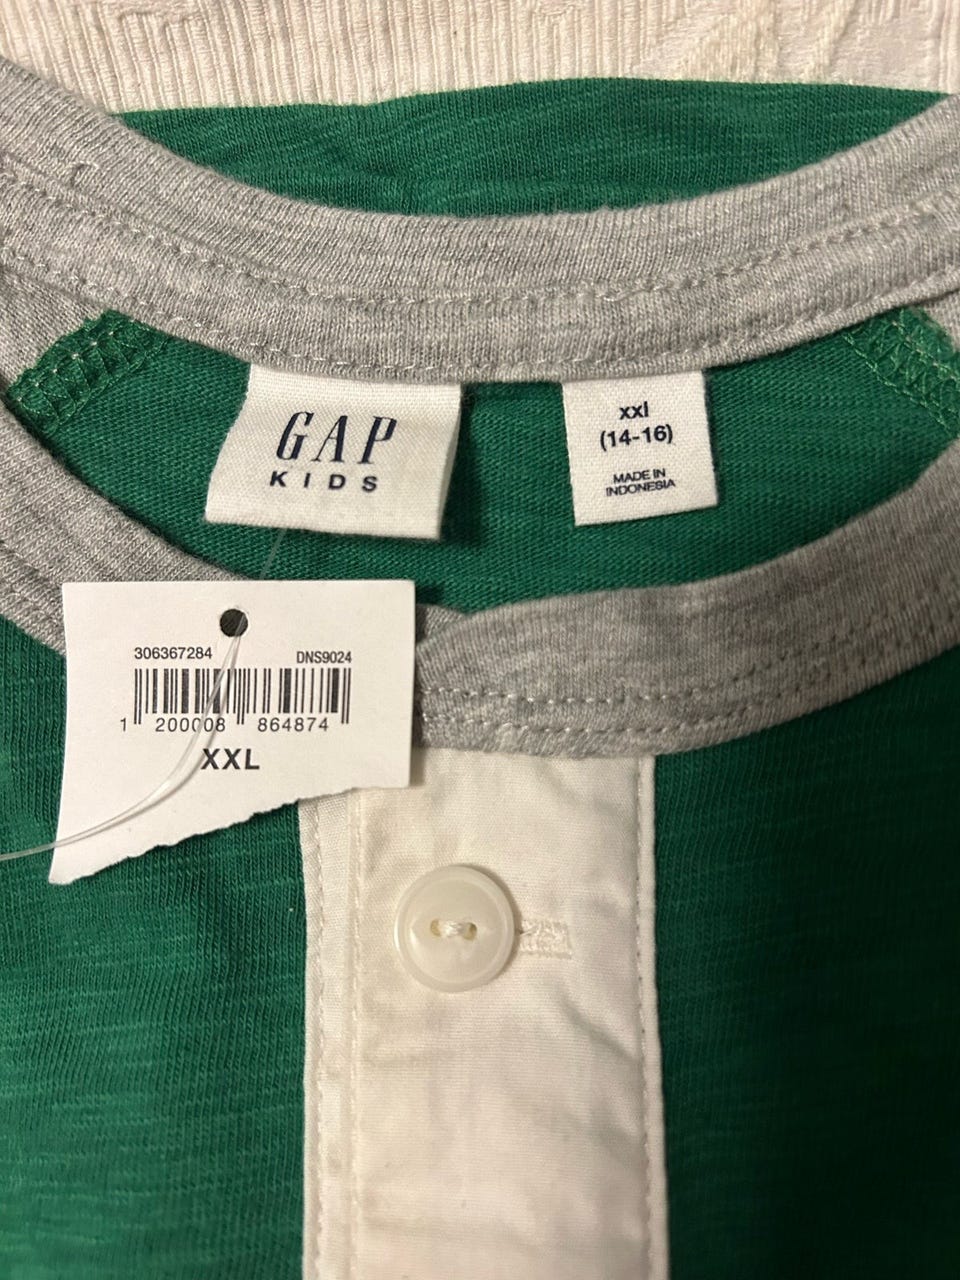 GAP
KIDS
xxl
(14-16)
MADE IN
INDONESIA
306367284 DNS9024
1 200008 864874
XXL